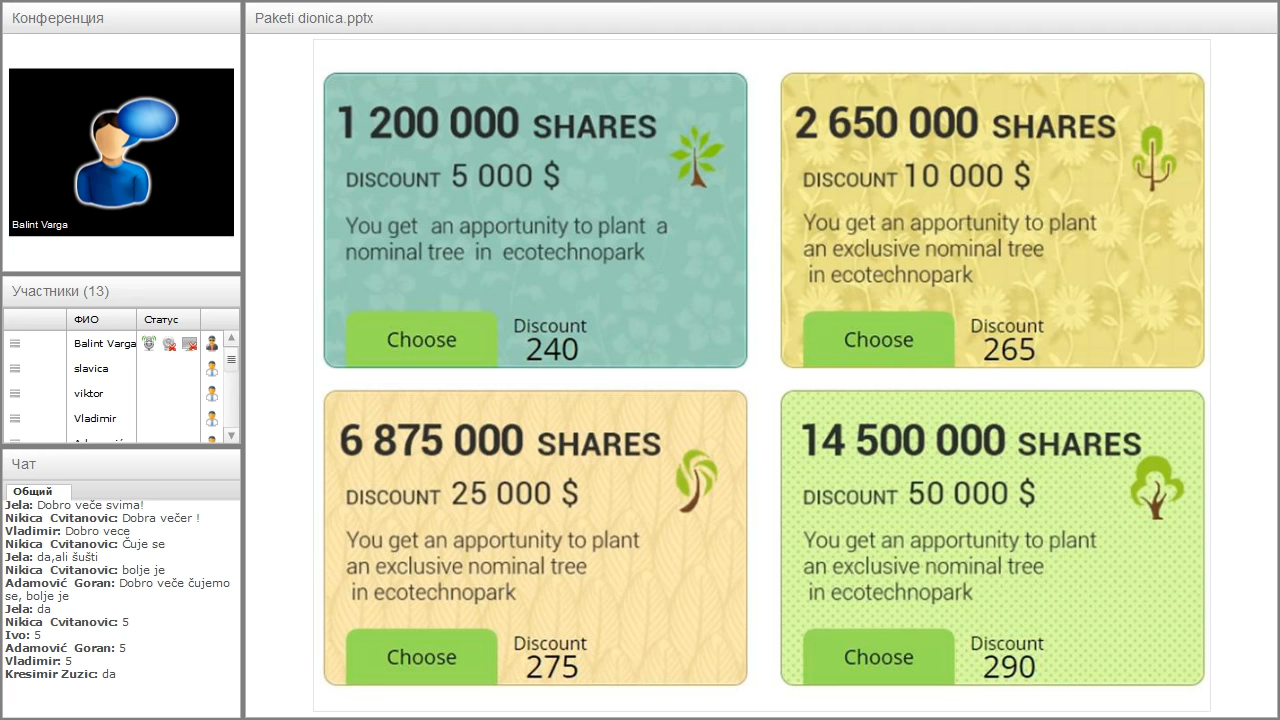 Конференция
Balint Varga
Участники (13)
ФИО
Статус
Balint Varga
slavica
viktor
Vladimir
Чат
Общий
Jela: Dobro veče svima!
Nikica Cvitanovic: Dobra večer !
Vladimir: Dobro vece
Nikica Cvitanovic: Čuje se
Jela: da,ali šušti
Nikica Cvitanovic: bolje je
Adamović Goran: Dobro veče čujemo
se, bolje je
Jela: da
Nikica Cvitanovic: 5
Ivo: 5
Adamović Goran: 5
Vladimir: 5
Kresimir Zuzic: da
Paketi dionica.pptx
1 200 000 SHARES
DISCOUNT 5 000 $
You get an apportunity to plant a
nominal tree in ecotechnopark
Choose
Discount
240
2 650 000 SHARES
DISCOUNT 10 000 $
You get an apportunity to plant
an exclusive nominal tree
in ecotechnopark
Choose
Discount
265
6 875 000 SHARES
DISCOUNT 25 000 $
You get an apportunity to plant
an exclusive nominal tree
in ecotechnopark
Choose
Discount
275
14 500 000 SHARES
DISCOUNT 50 000 $
You get an apportunity to plant
an exclusive nominal tree
in ecotechnopark
Choose
Discount
290